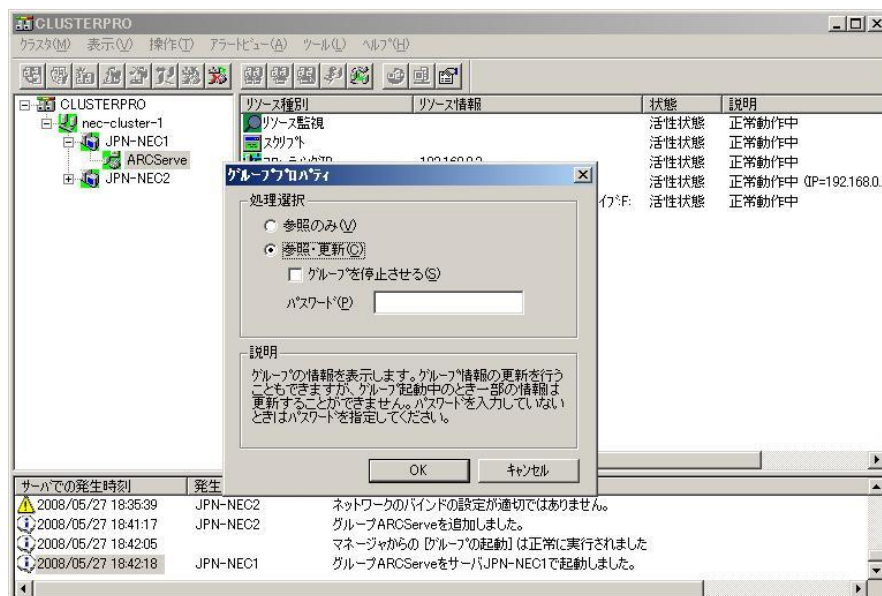 CLUSTERPRO
クラスタ(M) 表示(V) 操作(T) アラートビュー(A) ツール(L) ヘルプ(H)
CLUSTERPRO
nec-cluster-1
JPN-NEC1
ARCServe
JPN-NEC2
リソース種別 リソース情報 状態 説明
リソース監視 活性状態 正常動作中
スクリプト 活性状態 正常動作中
活性状態 正常動作中
活性状態 正常動作中 (IP=192.168.0.
イブ:F: 活性状態 正常動作中
グループプロパティ
処理選択
参照のみ(V)
参照・更新(C)
グループを停止させる(S)
パスワード(P)
説明
グループの情報を表示します。グループ情報の更新を行う
こともできますが、グループ起動中のとき一部の情報は
更新することができません。パスワードを入力していない
ときはパスワードを指定してください。
OK キャンセル
サーバでの発生時刻 発生
2008/05/27 18:35:39 JPN-NEC2 ネットワークのバインドの設定が適切ではありません。
2008/05/27 18:41:17 JPN-NEC2 グループARCServeを追加しました。
2008/05/27 18:42:05 マネージャからの [グループの起動] は正常に実行されました
2008/05/27 18:42:18 JPN-NEC1 グループARCServeをサーバJPN-NEC1で起動しました。